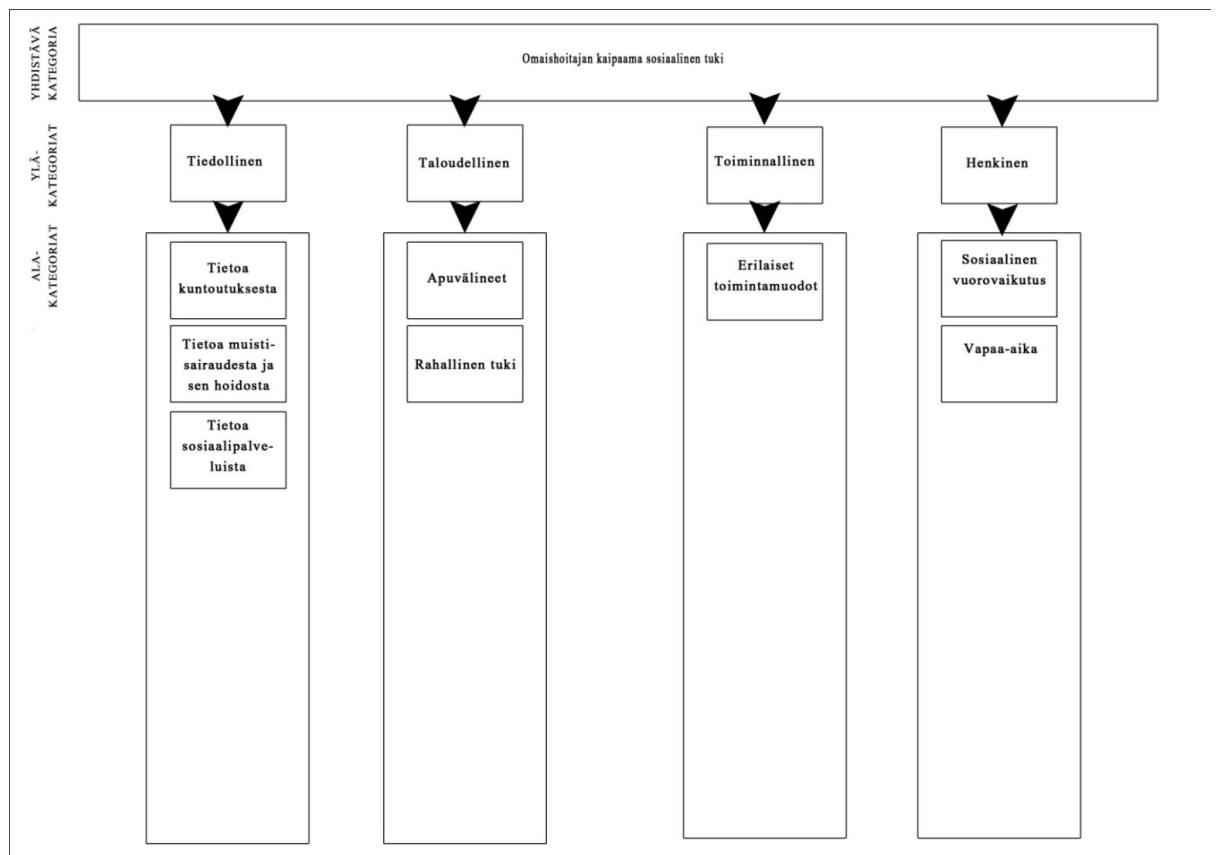 YHDISTÄVÄ
KATEGORIA
Omaishoitajan kaipaama sosiaalinen tuki
YLÄ-
KATEGORIAT
Tiedollinen
Taloudellinen
Toiminnallinen
Henkinen
ALA-
KATEGORIAT
Tietoa
kuntoutuksesta
Tietoa muisti-
sairaudesta ja
sen hoidosta
Tietoa
sosiaalipalve-
luista
Apuvälineet
Rahallinen tuki
Erilaiset
toimintamuodot
Sosiaalinen
vuorovaikutus
Vapaa-aika